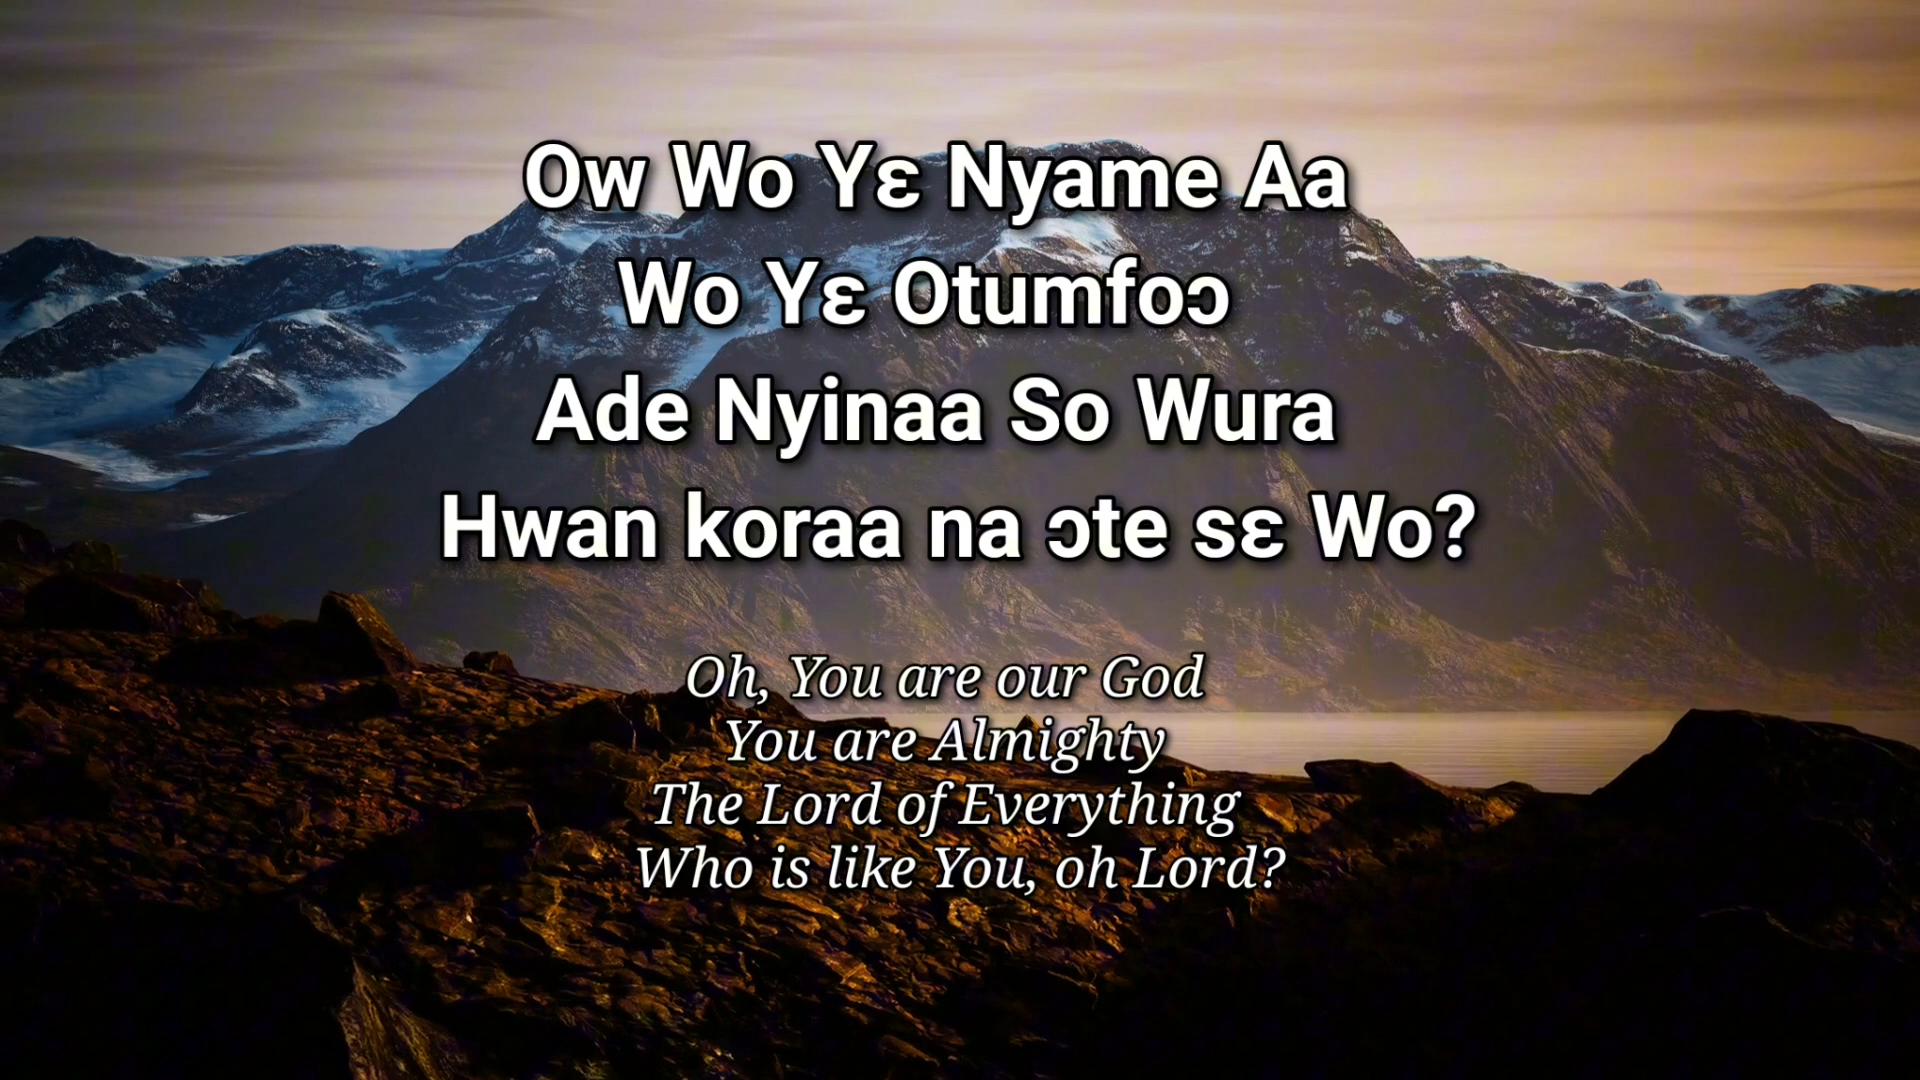 Ow Wo Yɛ Nyame Aa
Wo Yɛ Otumfoɔ
Ade Nyinaa So Wura
Hwan koraa na ɔte sɛ Wo?
Oh, You are our God
You are Almighty
The Lord of Everything
Who is like You, oh Lord?